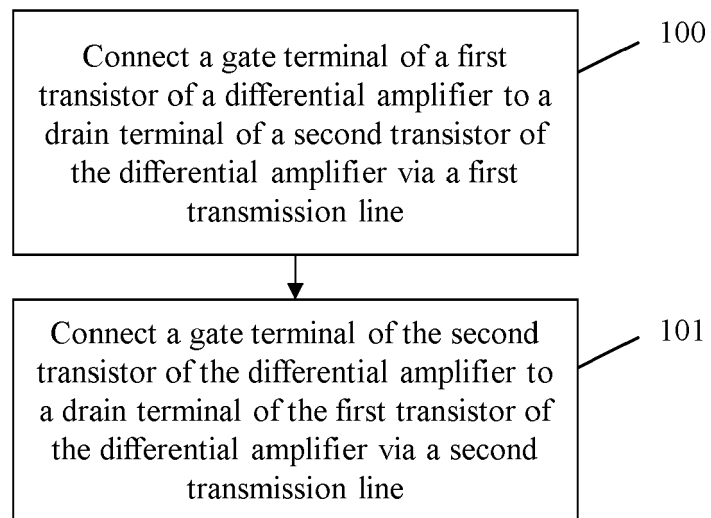 Connect a gate terminal of a first
transistor of a differential amplifier to a
drain terminal of a second transistor of
the differential amplifier via a first
transmission line
100
Connect a gate terminal of the second
transistor of the differential amplifier to
a drain terminal of the first transistor of
the differential amplifier via a second
transmission line
101